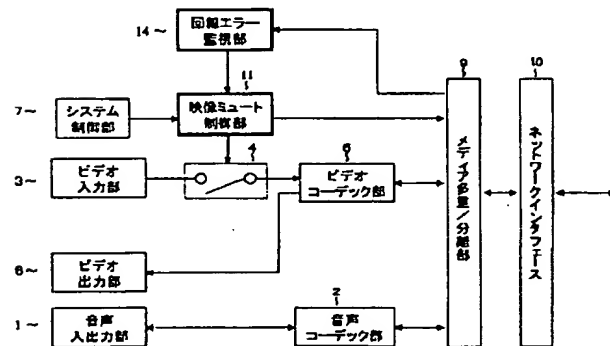 14~
回線エラー
監視部
11
7~
システム
制御部
映像ミュート
制御部
4
3~
ビデオ
入力部
5
ビデオ
コーデック部
6~
ビデオ
出力部
1~
音声
入出力部
2
音声
コーデック部
9
メディア多重/分離部
10
ネットワークインタフェース